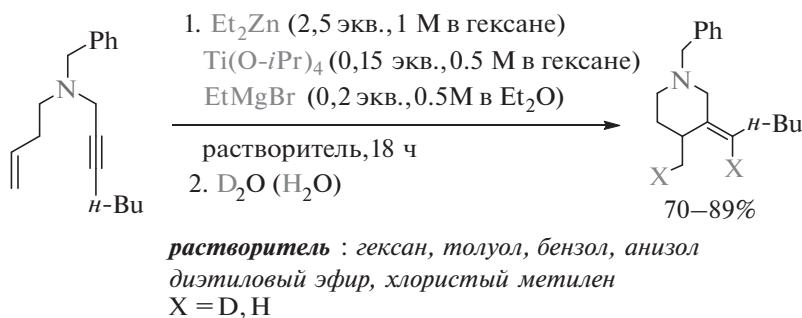 Ph
N
н-Bu
1. Et₂Zn (2,5 экв., 1 М в гексане)
Ti(O-iPr)₄ (0,15 экв., 0.5 М в гексане)
EtMgBr (0,2 экв., 0.5М в Et₂O)
растворитель, 18 ч
2. D₂O (H₂O)
Ph
N
н-Bu
X
X
70–89%
растворитель : гексан, толуол, бензол, анизол
диэтиловый эфир, хлористый метилен
X = D, H